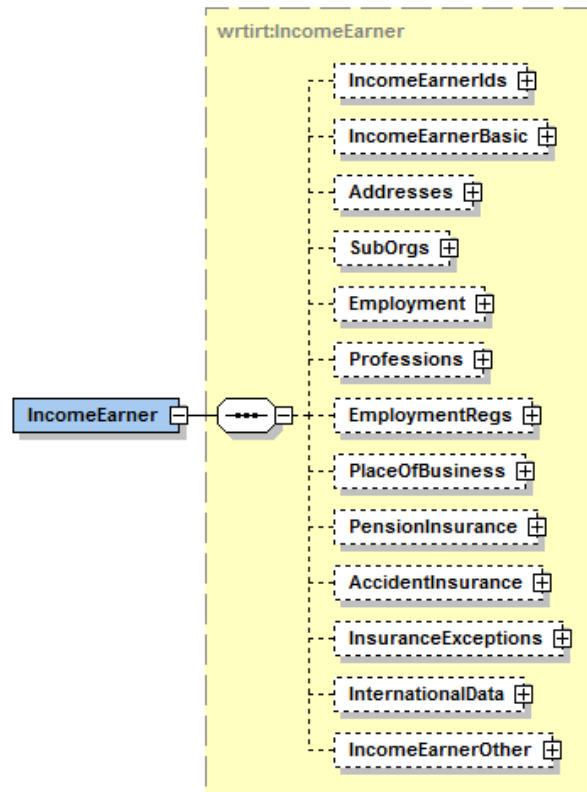 wrtirt:IncomeEarner
IncomeEarnerIds
IncomeEarnerBasic
Addresses
SubOrgs
Employment
Professions
IncomeEarner
EmploymentRegs
PlaceOfBusiness
PensionInsurance
AccidentInsurance
InsuranceExceptions
InternationalData
IncomeEarnerOther